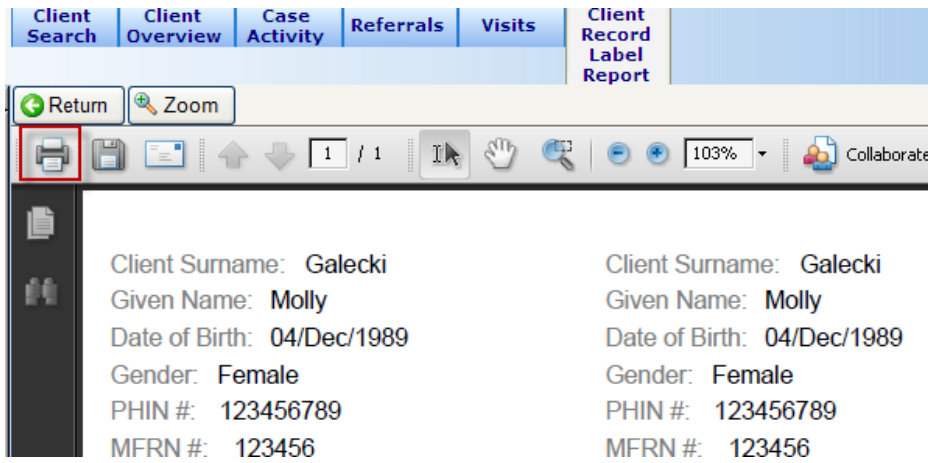 Client Search Client Overview Case Activity Referrals Visits Client Record Label Report
Return Zoom
1 / 1 103% Collaborate
Client Surname: Galecki Client Surname: Galecki
Given Name: Molly Given Name: Molly
Date of Birth: 04/Dec/1989 Date of Birth: 04/Dec/1989
Gender: Female Gender: Female
PHIN #: 123456789 PHIN #: 123456789
MFRN #: 123456 MFRN #: 123456